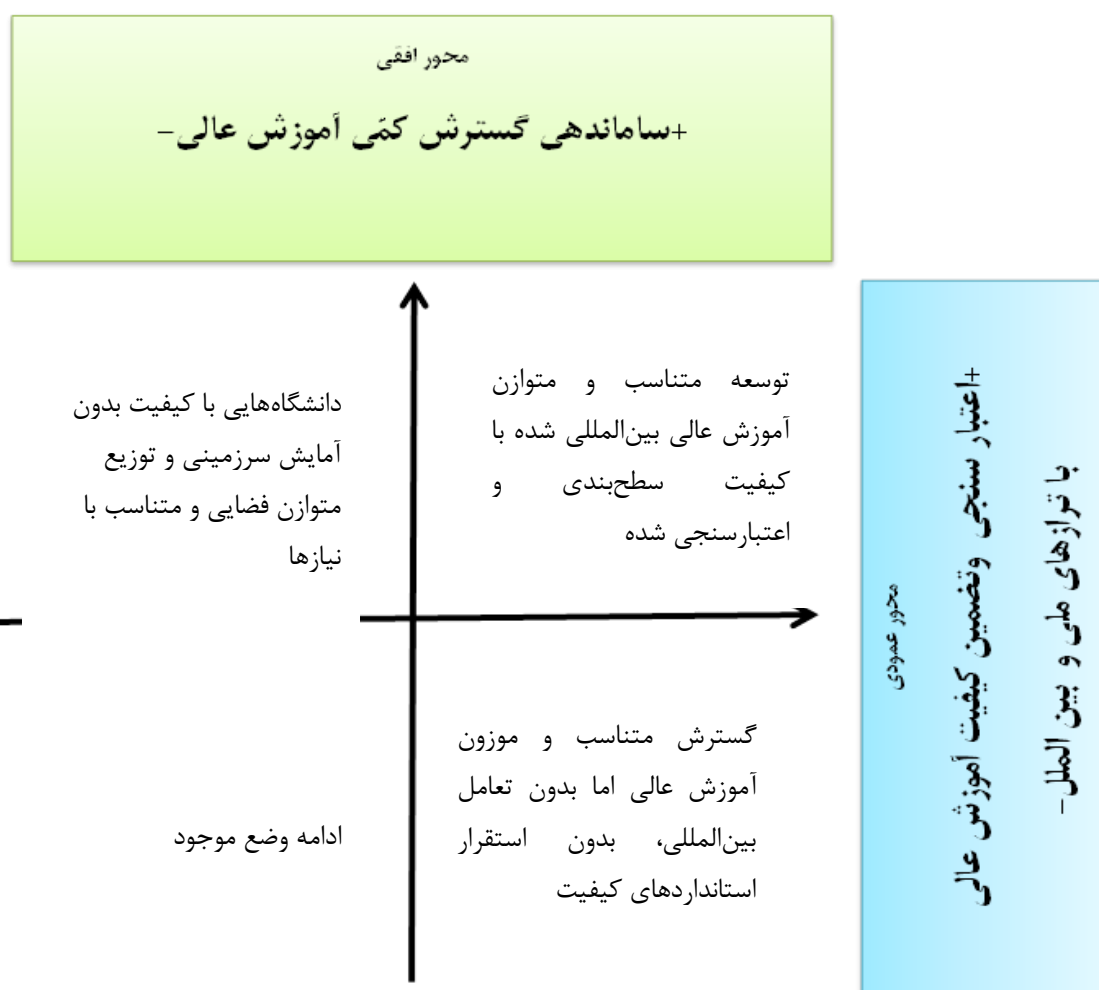 محور افقی
+ساماندهی گسترش کمّی آموزش عالی-
توسعه متناسب و متوازن
آموزش عالی بین‌المللی شده با
کیفیت سطح‌بندی و
اعتبارسنجی شده
دانشگاه‌هایی با کیفیت بدون
آمایش سرزمینی و توزیع
متوازن فضایی و متناسب با
نیازها
گسترش متناسب و موزون
آموزش عالی اما بدون تعامل
بین‌المللی، بدون استقرار
استانداردهای کیفیت
ادامه وضع موجود
محور عمودی
+اعتبار سنجی وتضمین کیفیت آموزش عالی
با ترازهای ملی و بین الملل-